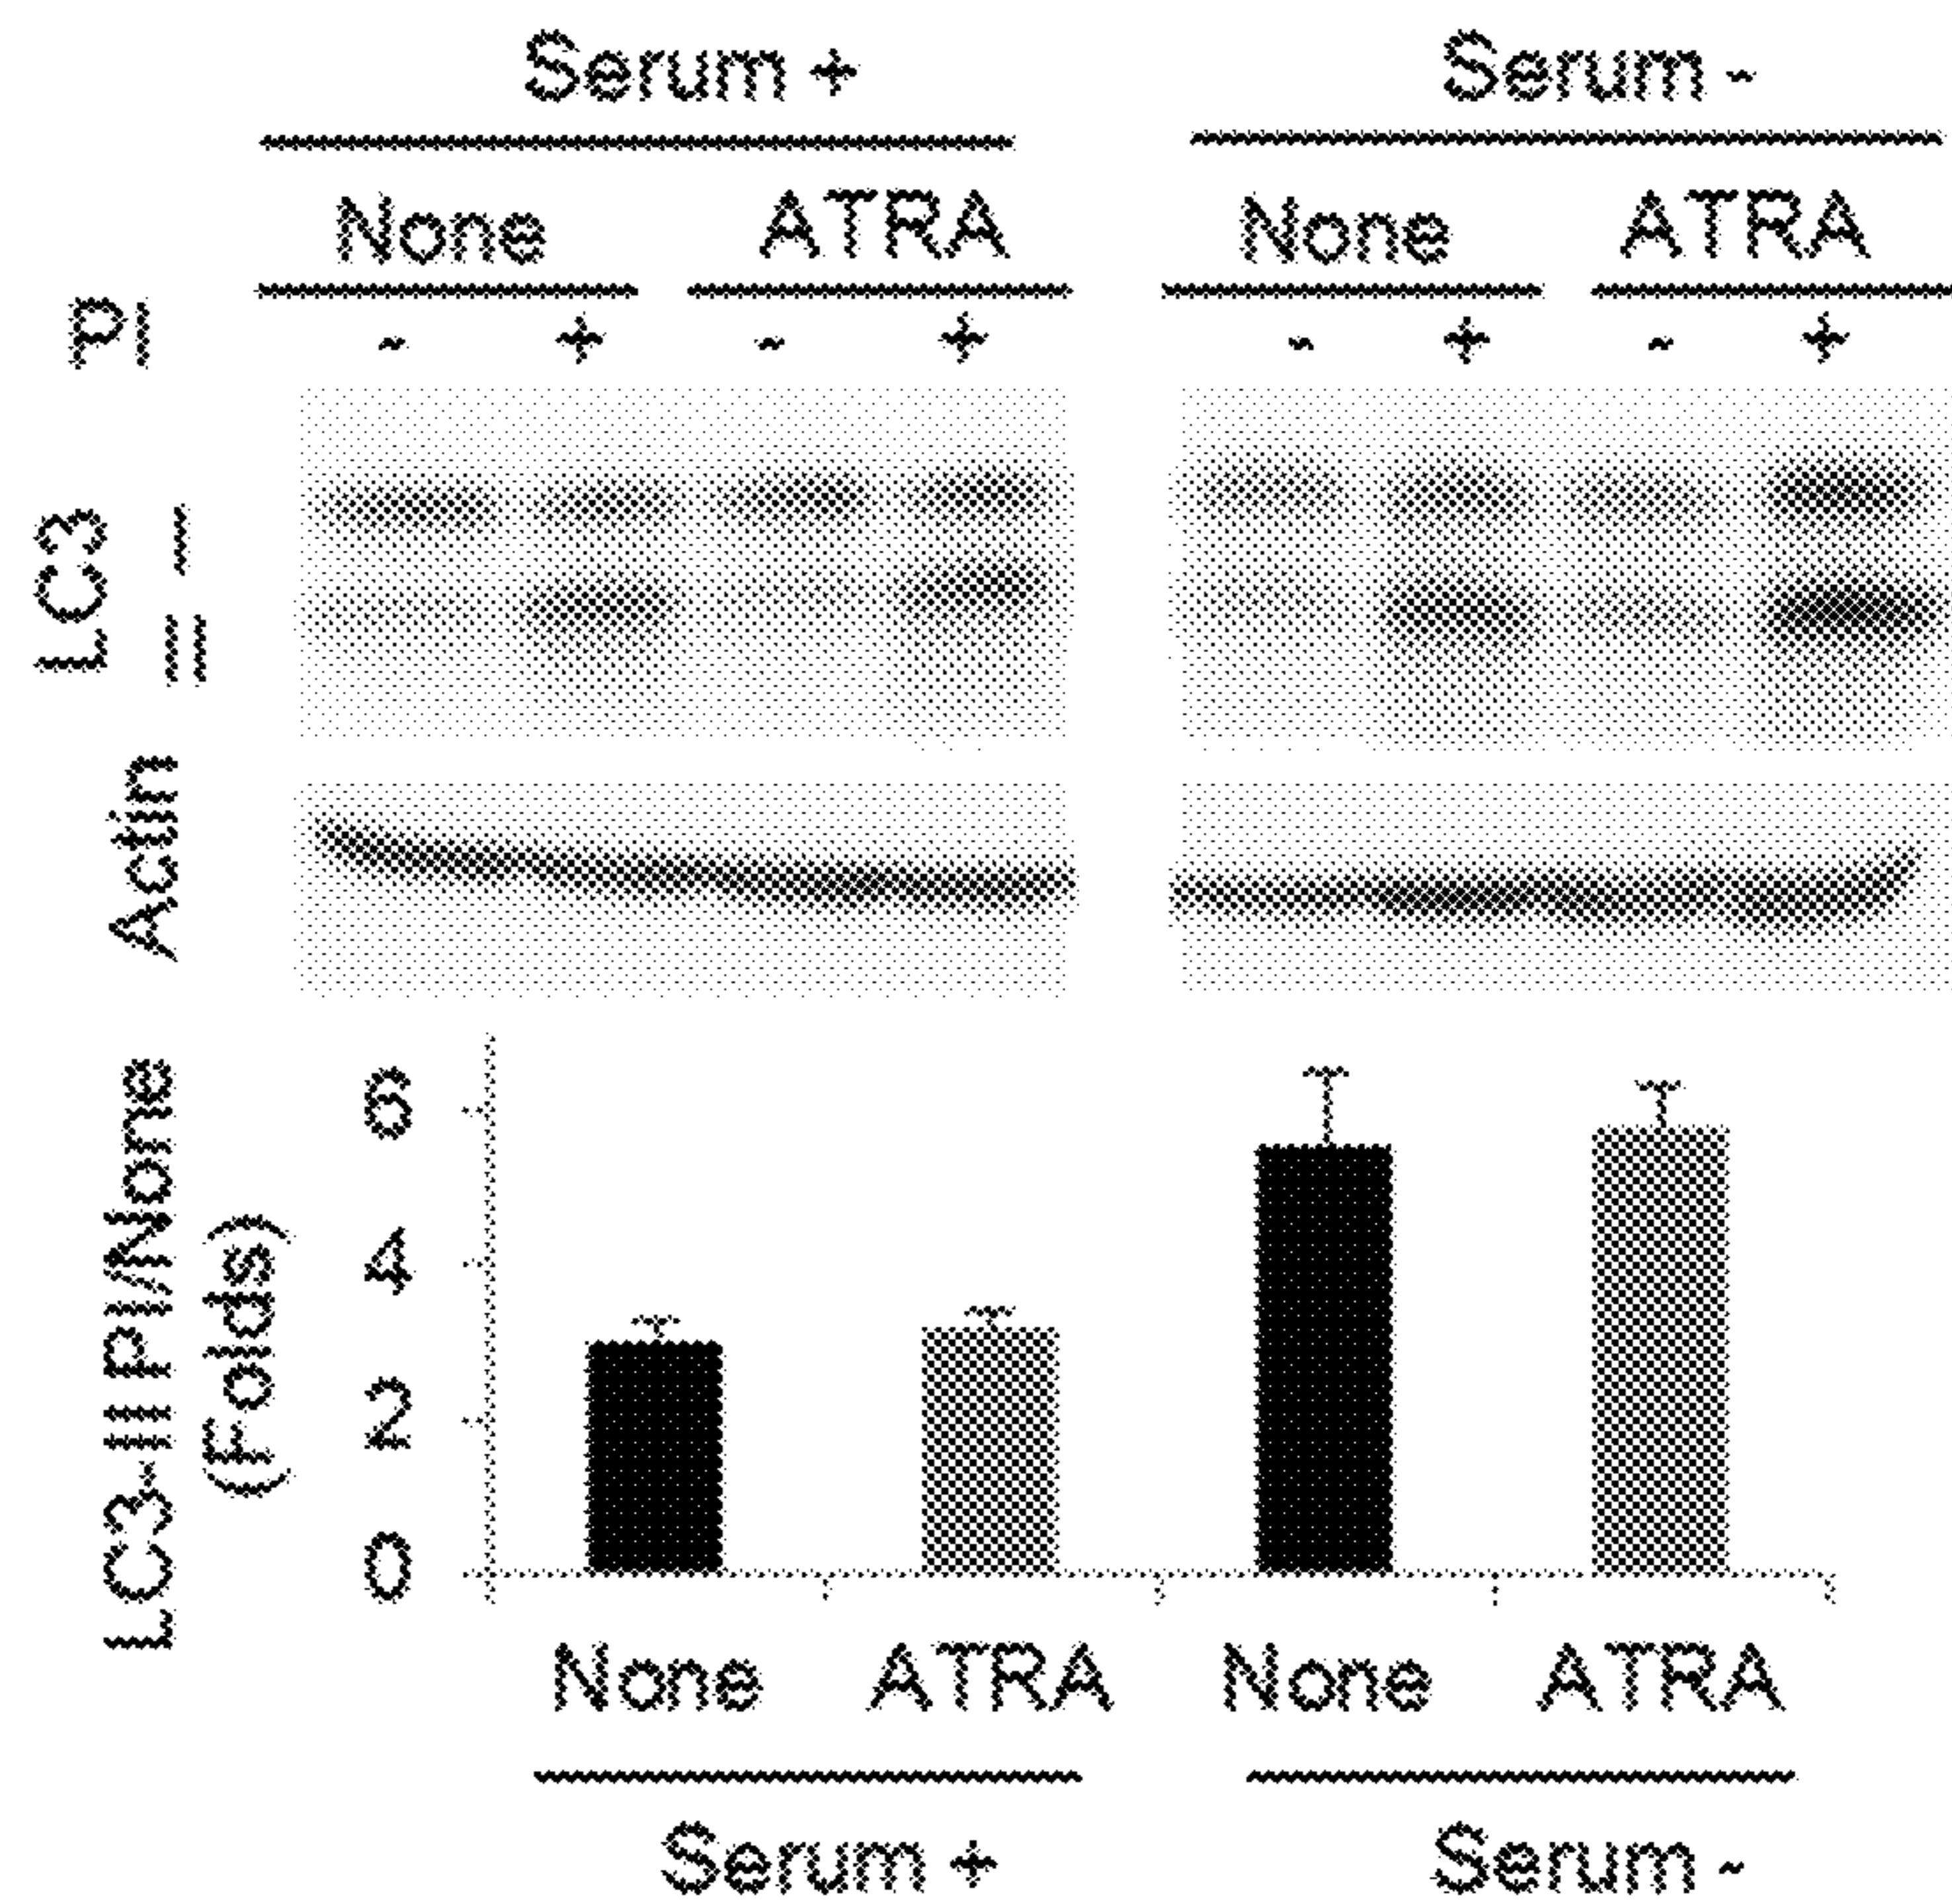 Serum + Serum -
None ATRA None ATRA
PI - + - + - + - +
LC3 I
II
Actin
LC3-II PI/None
(Folds)
6
4
2
0
None ATRA None ATRA
Serum + Serum -